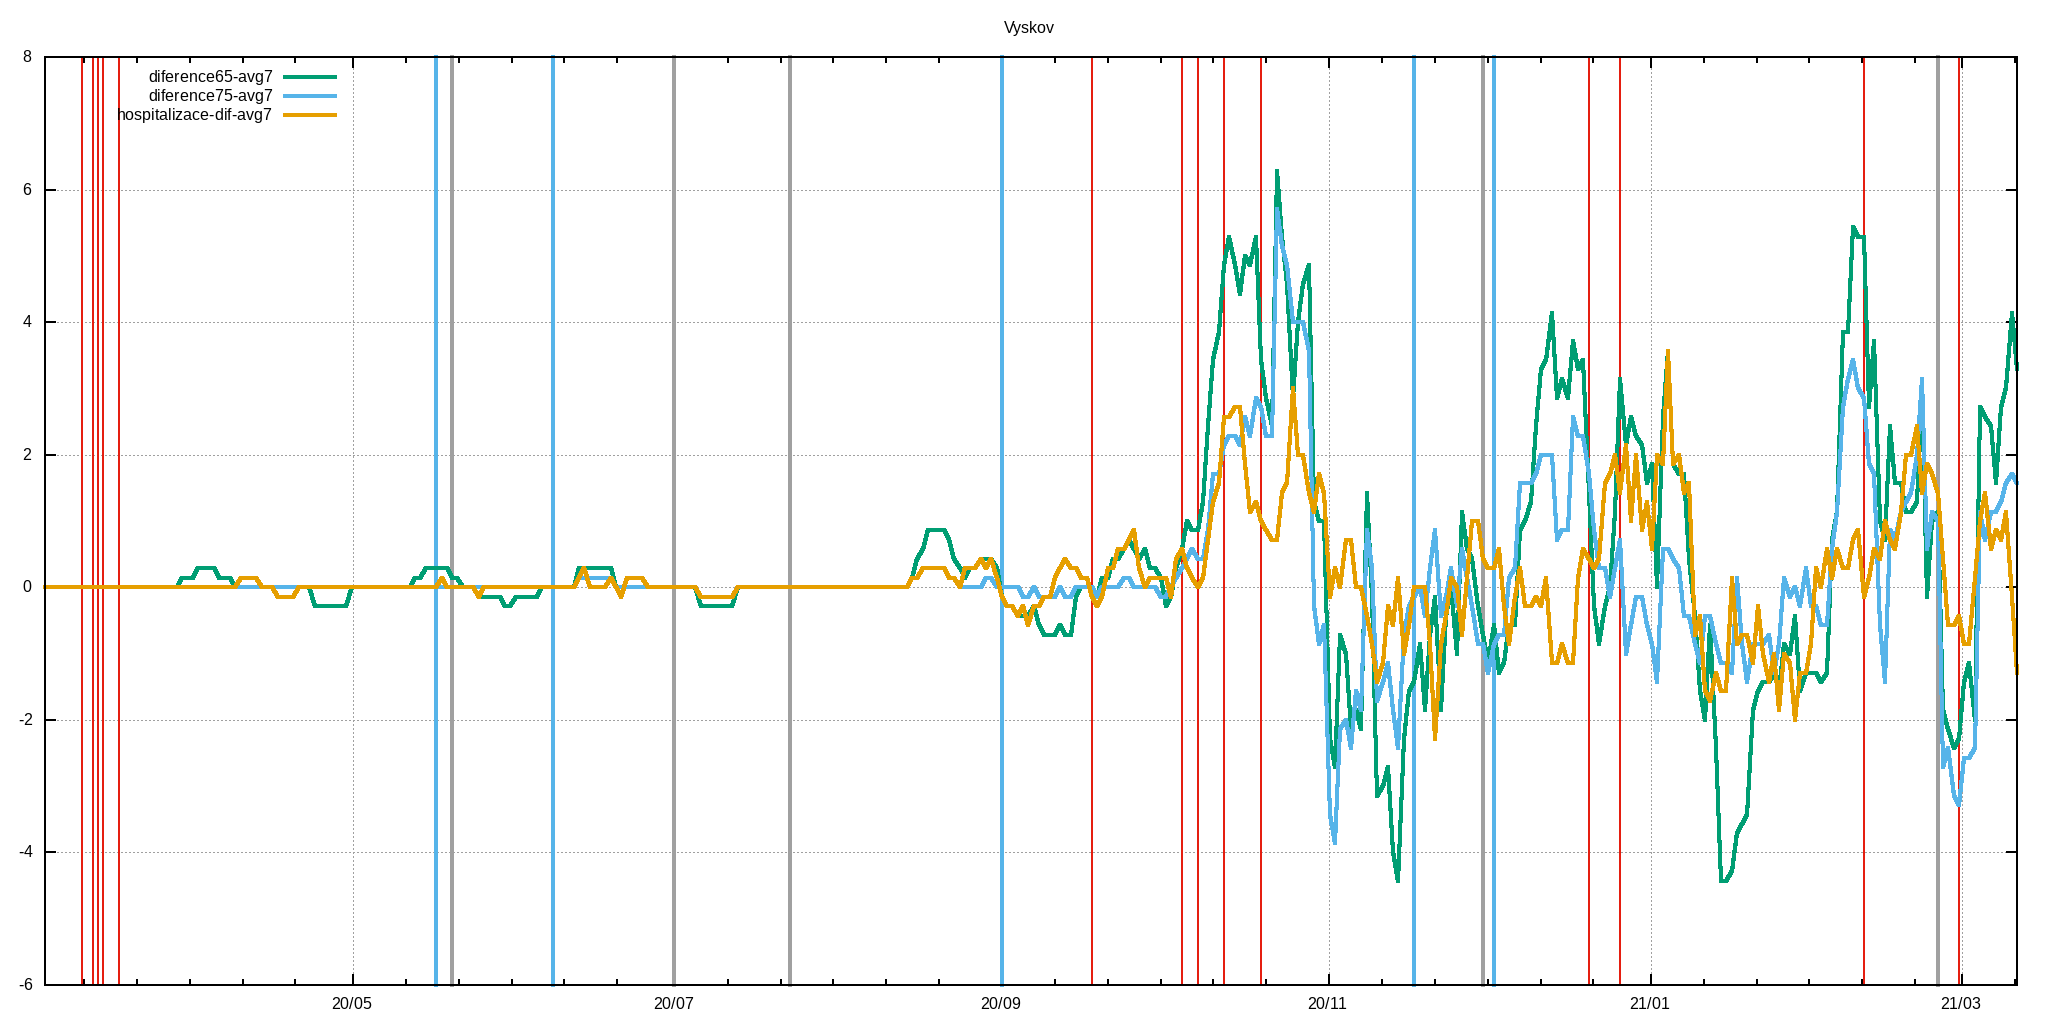 Vyskov
8
diference65-avg7
diference75-avg7
hospitalizace-dif-avg7
6
4
2
0
-2
-4
-6
20/05 20/07 20/09 20/11 21/01 21/03